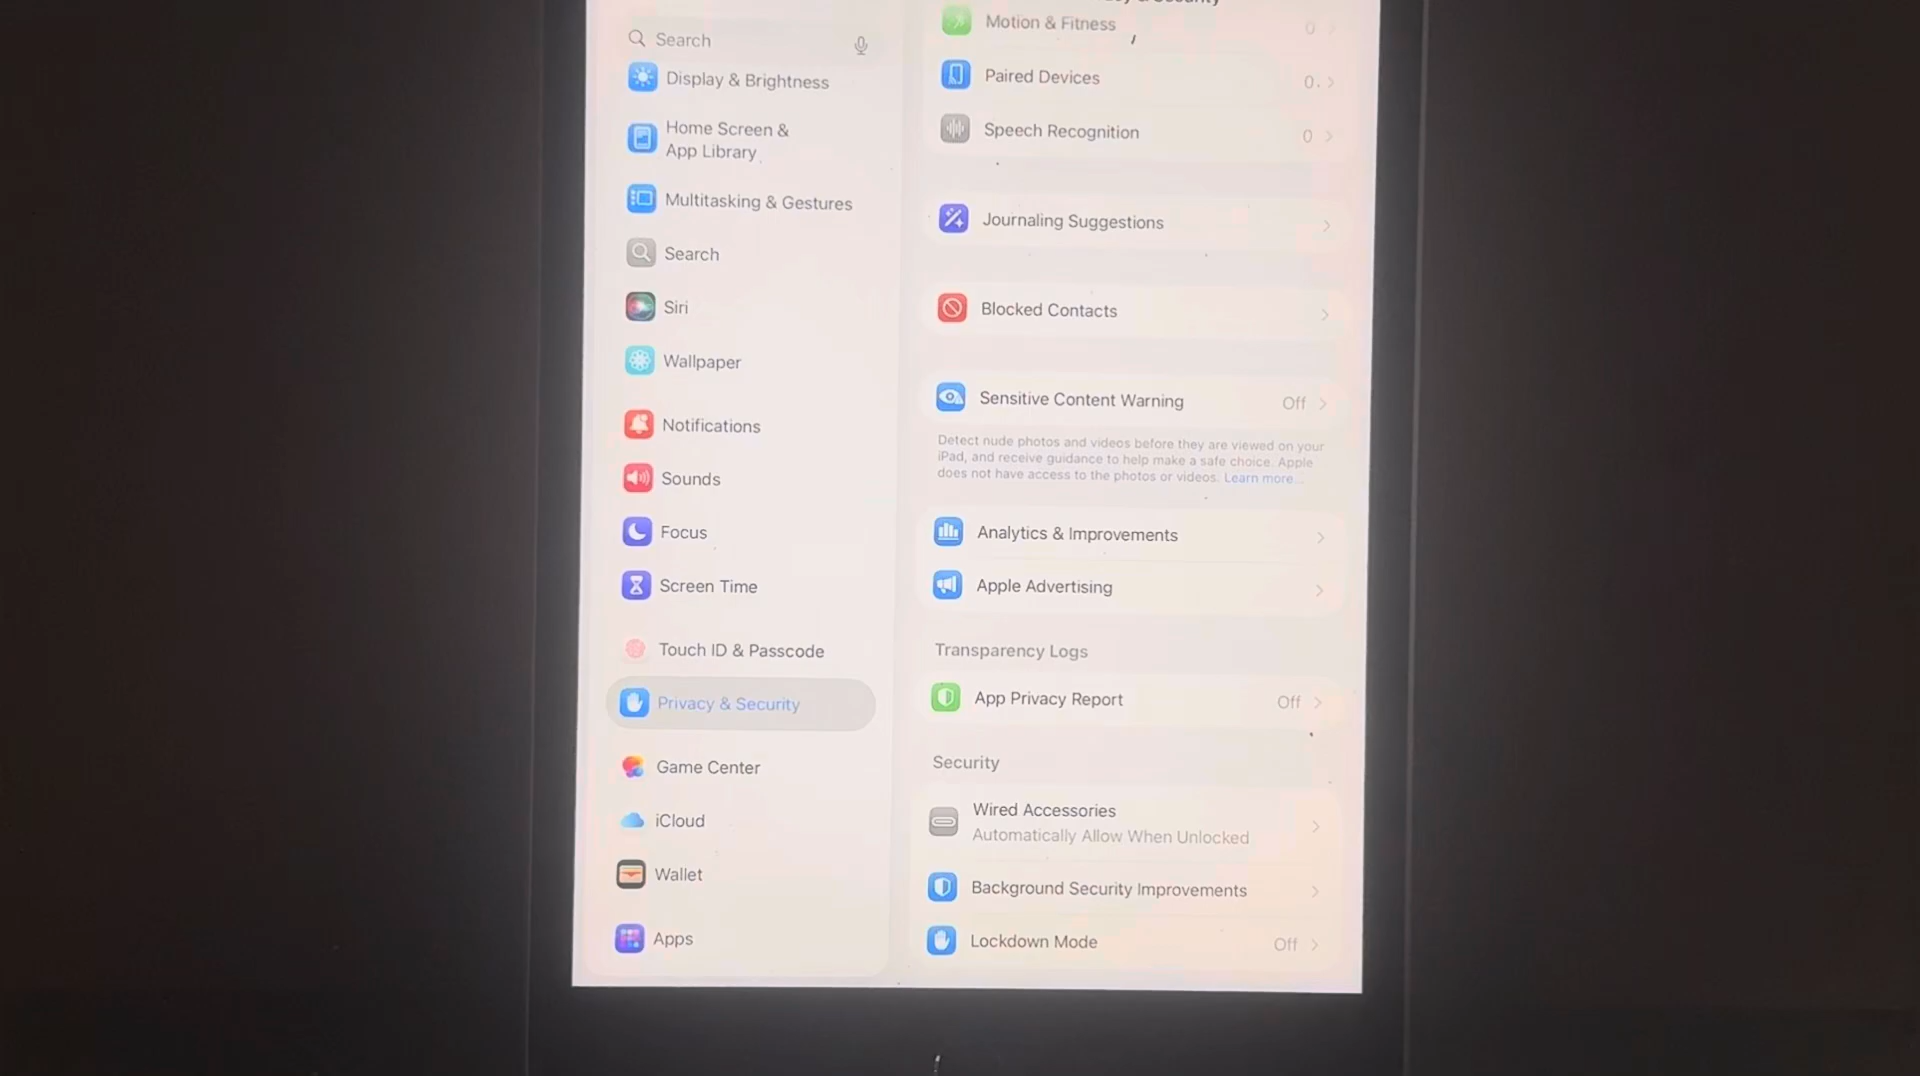 Search
Display & Brightness
Home Screen &
App Library
Multitasking & Gestures
Search
Siri
Wallpaper
Notifications
Sounds
Focus
Screen Time
Touch ID & Passcode
Privacy & Security
Game Center
iCloud
Wallet
Apps
Motion & Fitness 0
Paired Devices 0
Speech Recognition 0
Journaling Suggestions
Blocked Contacts
Sensitive Content Warning Off
Detect nude photos and videos before they are viewed on your
iPad, and receive guidance to help make a safe choice. Apple
does not have access to the photos or videos. Learn more...
Analytics & Improvements
Apple Advertising
Transparency Logs
App Privacy Report Off
Security
Wired Accessories
Automatically Allow When Unlocked
Background Security Improvements
Lockdown Mode Off